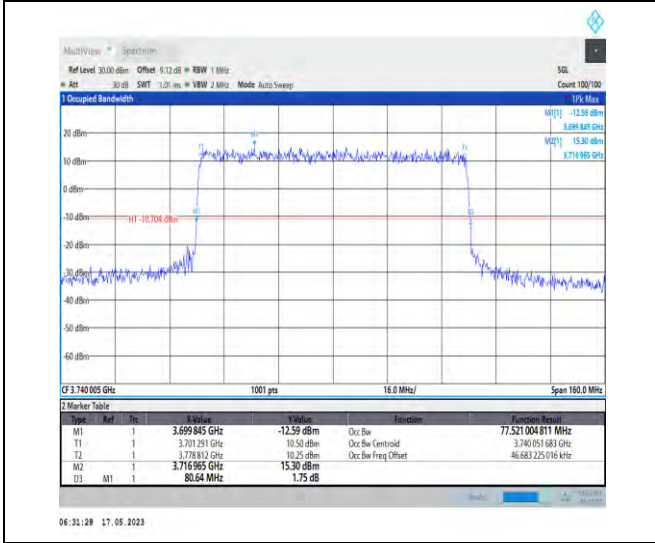 MultiView Spectrum
Ref Level 30.00 dBm Offset 9.12 dB RBW 1 MHz SGL
Att 30 dB SWT 1.01 ms VBW 2 MHz Mode Auto Sweep Count 100/100
1 Occupied Bandwidth 1Pk Max
M1[1] -12.59 dBm
3.699 845 GHz
20 dBm M2[1] 15.30 dBm
T1 M2 T2 3.716 965 GHz
10 dBm
0 dBm
-10 dBm H1 -10.704 dBm M1
-20 dBm
-30 dBm
-40 dBm
-50 dBm
-60 dBm
CF 3.740 005 GHz 1001 pts 16.0 MHz/ Span 160.0 MHz
2 Marker Table
Type Ref Trc X-Value Y-Value Function Function Result
M1 1 3.699 845 GHz -12.59 dBm Occ Bw 77.521 004 811 MHz
T1 1 3.701 291 GHz 10.50 dBm Occ Bw Centroid 3.740 051 683 GHz
T2 1 3.778 812 GHz 10.25 dBm Occ Bw Freq Offset 46.683 225 016 kHz
M2 1 3.716 965 GHz 15.30 dBm
D3 M1 1 80.64 MHz 1.75 dB
Ready
06:31:28 17.05.2023